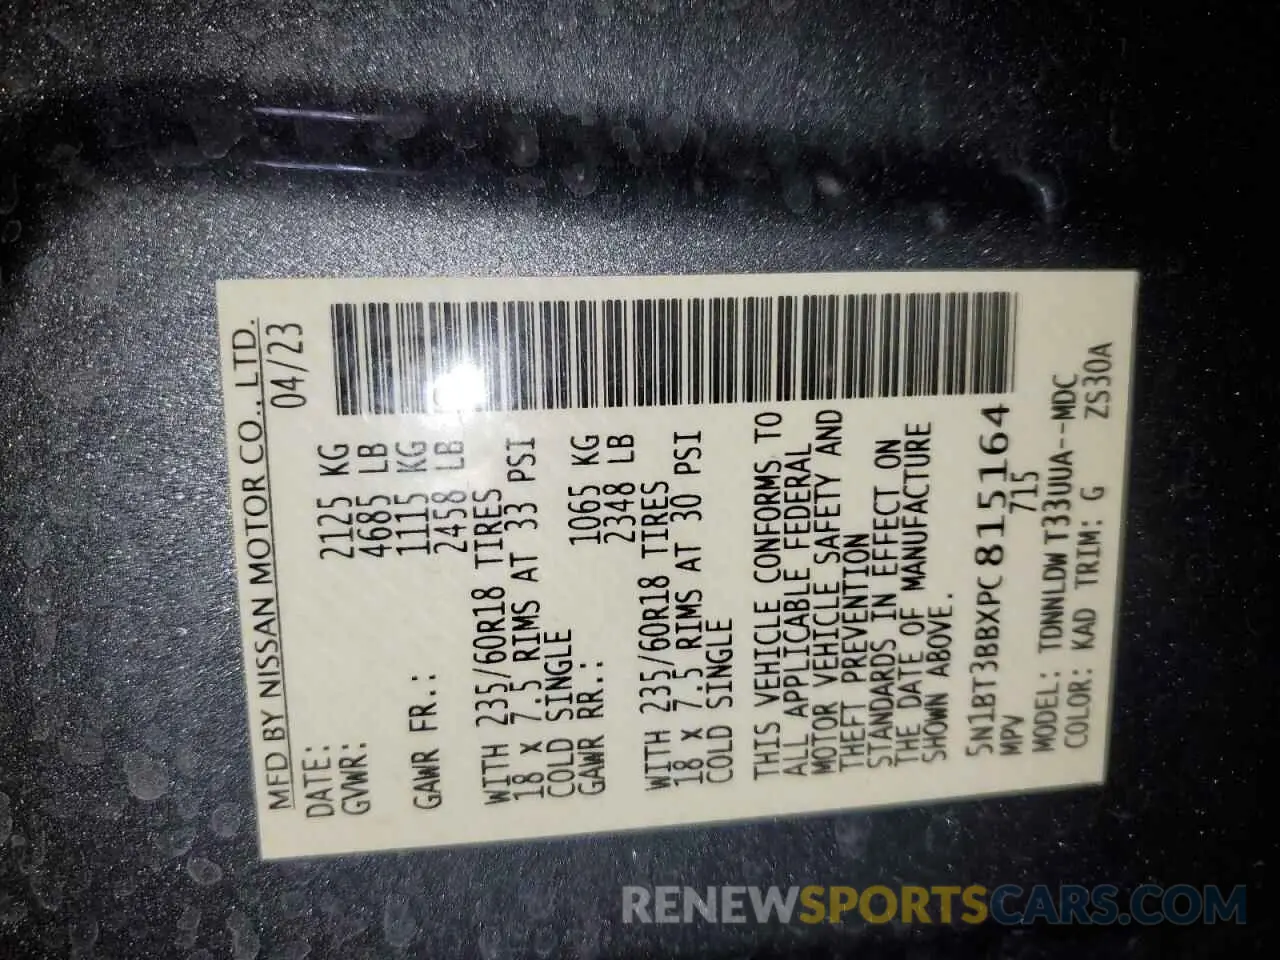 MFD BY NISSAN MOTOR CO., LTD.
DATE: 04/23
GVWR: 2125 KG
4685 LB
GAWR FR.: 1115 KG
2458 LB
WITH 235/60R18 TIRES
18 x 7.5 RIMS AT 33 PSI
COLD SINGLE
GAWR RR.: 1065 KG
2348 LB
WITH 235/60R18 TIRES
18 x 7.5 RIMS AT 30 PSI
COLD SINGLE
THIS VEHICLE CONFORMS TO
ALL APPLICABLE FEDERAL
MOTOR VEHICLE SAFETY AND
THEFT PREVENTION
STANDARDS IN EFFECT ON
THE DATE OF MANUFACTURE
SHOWN ABOVE.
5N1BT3BBXPC815164
MPV 715
MODEL: TDNNLDW T33UUA--MDC
COLOR: KAD TRIM: G ZS30A
RENEWSPORTSCARS.COM